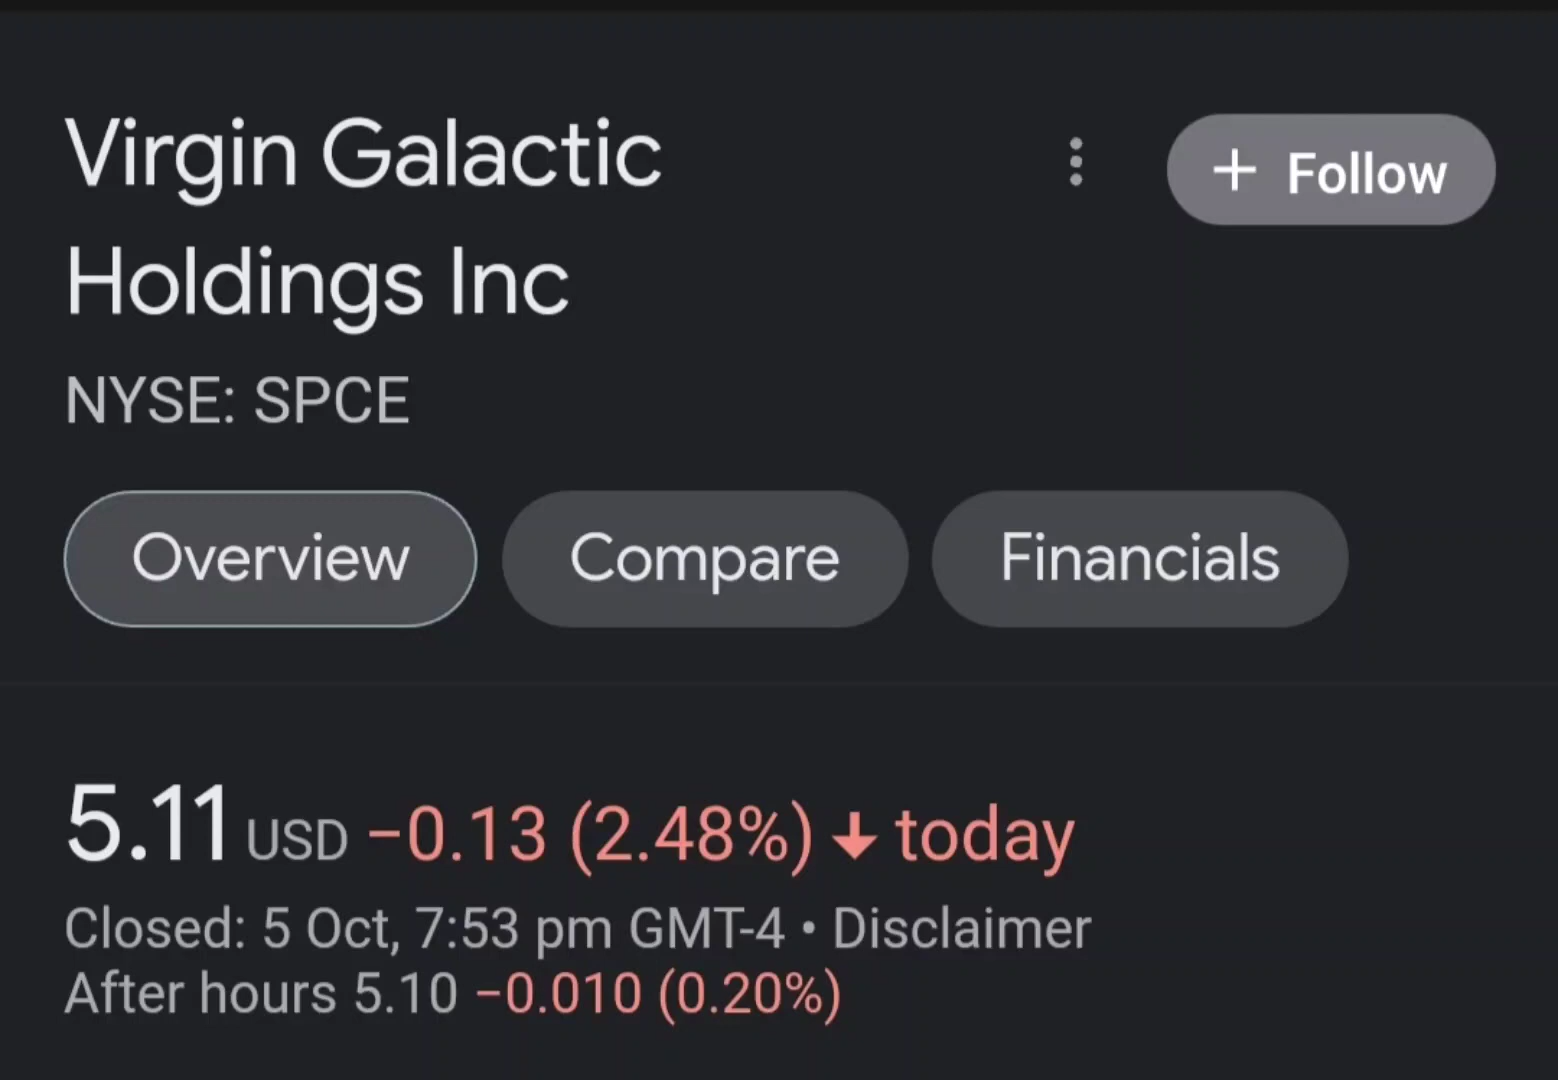 Virgin Galactic
Holdings Inc
+ Follow
NYSE: SPCE
Overview Compare Financials
5.11 USD −0.13 (2.48%) ↓ today
Closed: 5 Oct, 7:53 pm GMT-4 • Disclaimer
After hours 5.10 −0.010 (0.20%)